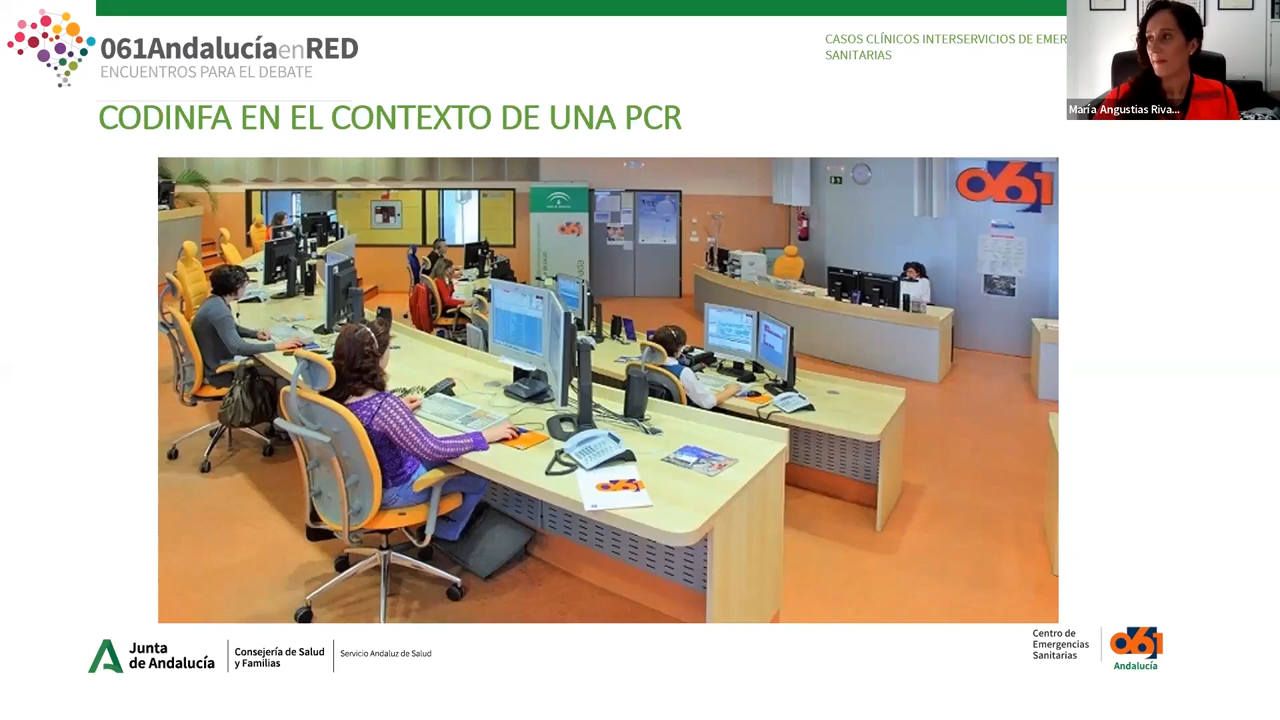 061AndalucíaenRED
ENCUENTROS PARA EL DEBATE
CASOS CLÍNICOS INTERSERVICIOS DE EMER
SANITARIAS
María Angustias Riva...
CODINFA EN EL CONTEXTO DE UNA PCR
061
061
061
Junta
de Andalucía
Consejería de Salud
y Familias
Servicio Andaluz de Salud
Centro de
Emergencias
Sanitarias
061
Andalucía